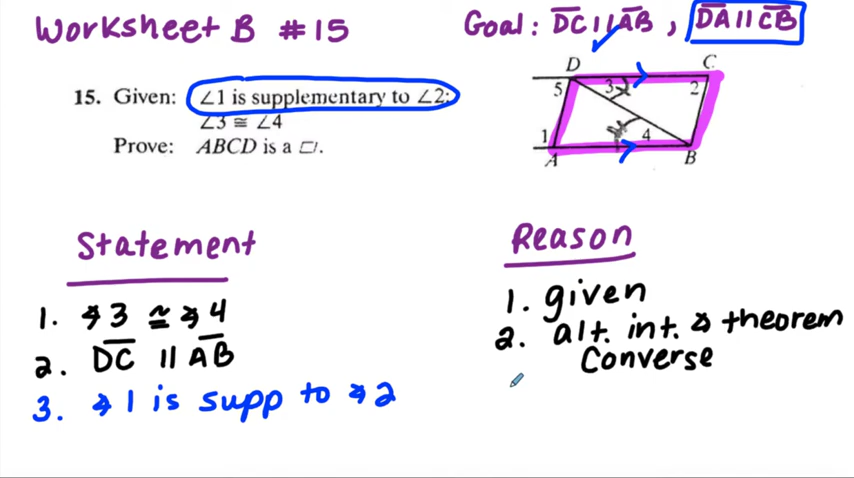 Worksheet B #15
Goal: DC || AB, DA || CB
15. Given: ∠1 is supplementary to ∠2;
∠3 ≅ ∠4
Prove: ABCD is a ▱.
D C
5 3 2
1 4
A B
Statement
Reason
1. ∡3 ≅ ∡4
1. given
2. DC || AB
2. alt. int. ∡ theorem
Converse
3. ∡1 is supp to ∡2